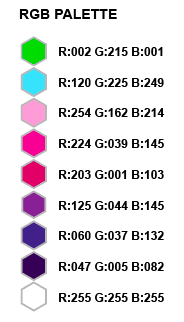 RGB PALETTE
R:002 G:215 B:001
R:120 G:225 B:249
R:254 G:162 B:214
R:224 G:039 B:145
R:203 G:001 B:103
R:125 G:044 B:145
R:060 G:037 B:132
R:047 G:005 B:082
R:255 G:255 B:255